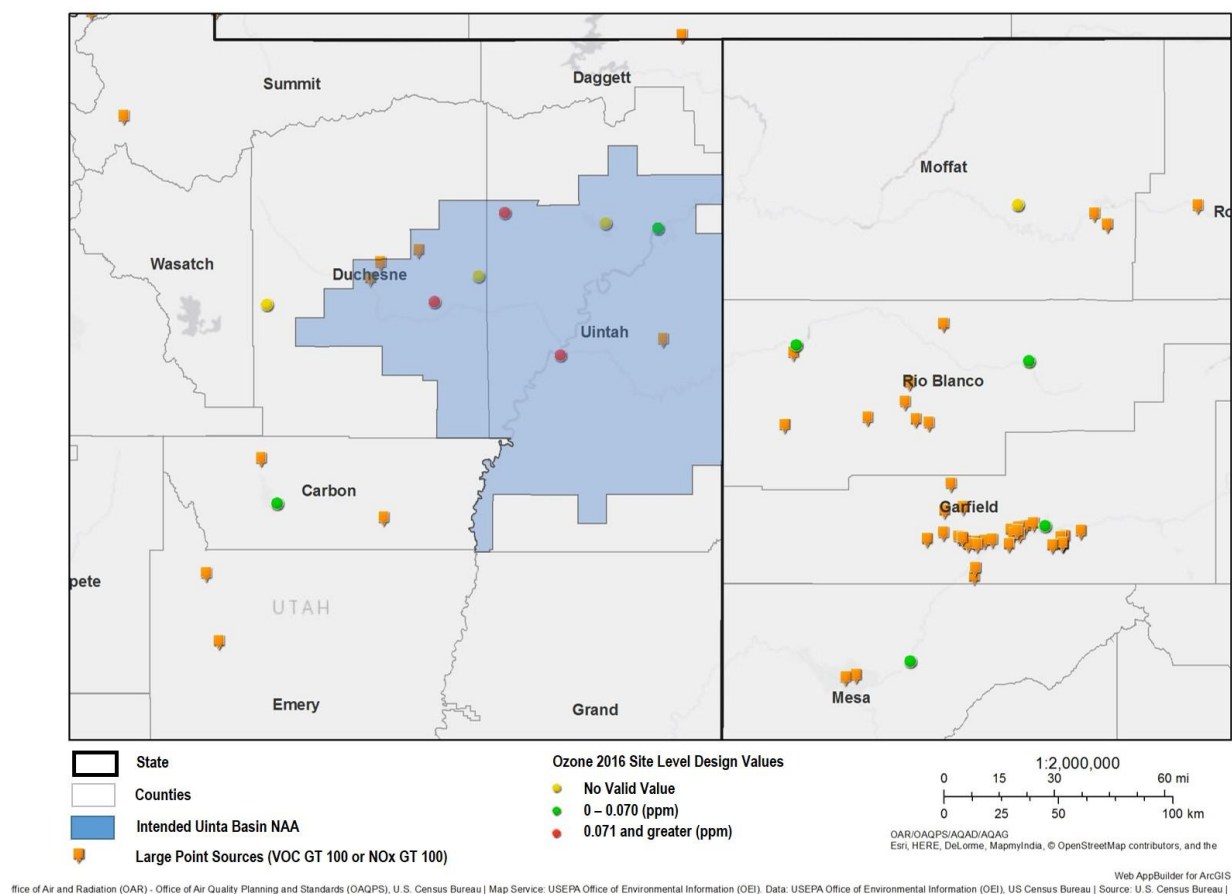 Summit
Daggett
Moffat
Ro
Wasatch
Duchesne
Uintah
Rio Blanco
Carbon
Garfield
pete
UTAH
Emery
Grand
Mesa
State
Counties
Intended Uinta Basin NAA
Large Point Sources (VOC GT 100 or NOx GT 100)
Ozone 2016 Site Level Design Values
No Valid Value
0 – 0.070 (ppm)
0.071 and greater (ppm)
1:2,000,000
0 15 30 60 mi
0 25 50 100 km
OAR/OAQPS/AQAD/AQAG
Esri, HERE, DeLorme, MapmyIndia, © OpenStreetMap contributors, and the
Web AppBuilder for ArcGIS
ffice of Air and Radiation (OAR) - Office of Air Quality Planning and Standards (OAQPS), U.S. Census Bureau | Map Service: USEPA Office of Environmental Information (OEI). Data: USEPA Office of Environmental Information (OEI), US Census Bureau | Source: U.S. Census Bureau |